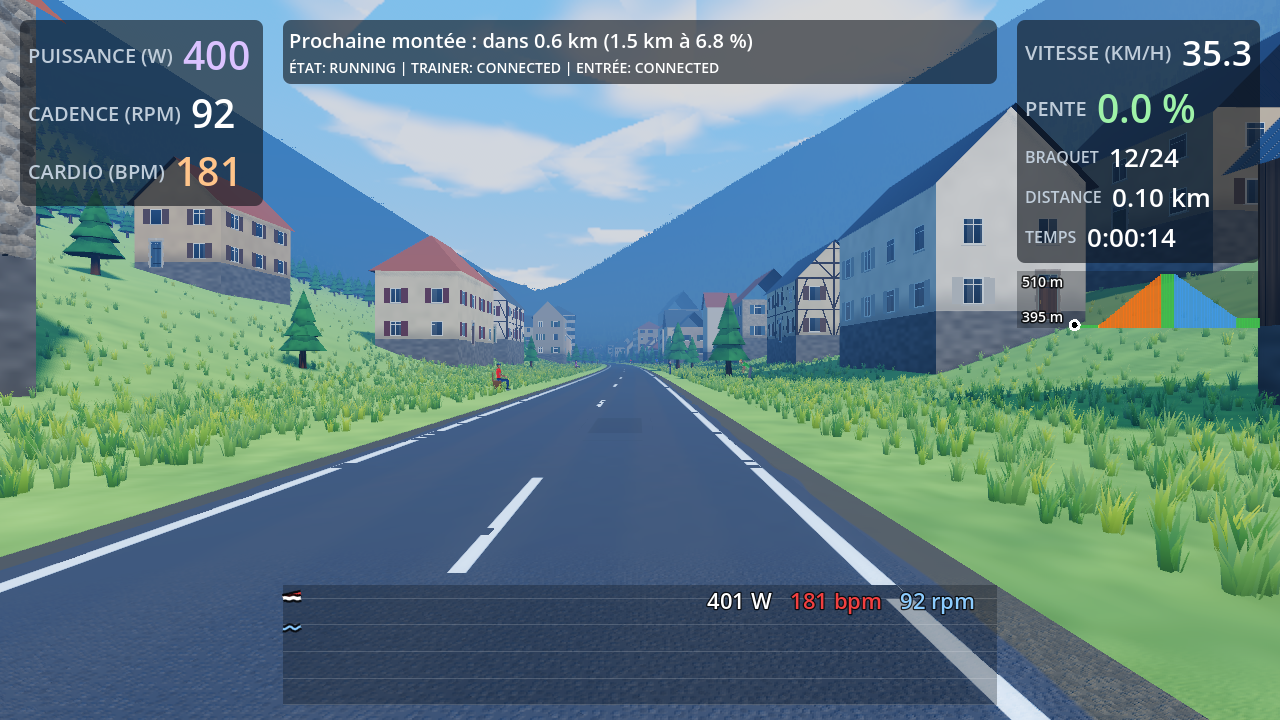 PUISSANCE (W) 400
CADENCE (RPM) 92
CARDIO (BPM) 181
Prochaine montée : dans 0.6 km (1.5 km à 6.8 %)
ÉTAT: RUNNING | TRAINER: CONNECTED | ENTRÉE: CONNECTED
VITESSE (KM/H) 35.3
PENTE 0.0 %
BRAQUET 12/24
DISTANCE 0.10 km
TEMPS 0:00:14
510 m
395 m
401 W 181 bpm 92 rpm